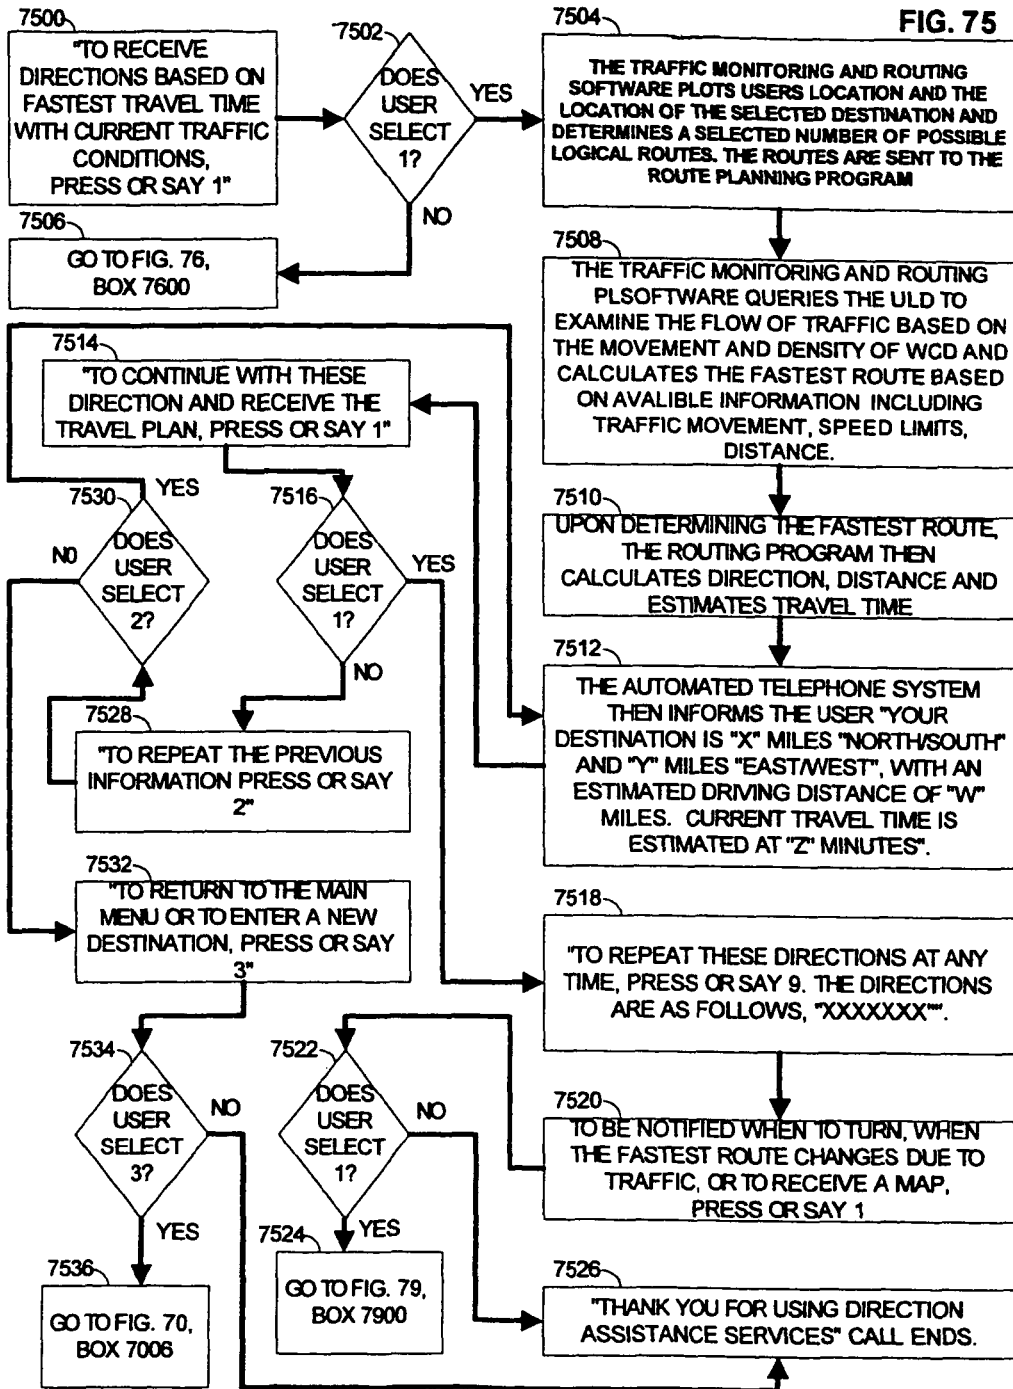 FIG. 75
7500
"TO RECEIVE
DIRECTIONS BASED ON
FASTEST TRAVEL TIME
WITH CURRENT TRAFFIC
CONDITIONS,
PRESS OR SAY 1"
7502
DOES
USER
SELECT
1?
YES
NO
7504
THE TRAFFIC MONITORING AND ROUTING
SOFTWARE PLOTS USERS LOCATION AND THE
LOCATION OF THE SELECTED DESTINATION AND
DETERMINES A SELECTED NUMBER OF POSSIBLE
LOGICAL ROUTES. THE ROUTES ARE SENT TO THE
ROUTE PLANNING PROGRAM
7506
GO TO FIG. 76,
BOX 7600
7508
THE TRAFFIC MONITORING AND ROUTING
PLSOFTWARE QUERIES THE ULD TO
EXAMINE THE FLOW OF TRAFFIC BASED ON
THE MOVEMENT AND DENSITY OF WCD AND
CALCULATES THE FASTEST ROUTE BASED
ON AVALIBLE INFORMATION INCLUDING
TRAFFIC MOVEMENT, SPEED LIMITS,
DISTANCE.
7510
UPON DETERMINING THE FASTEST ROUTE,
THE ROUTING PROGRAM THEN
CALCULATES DIRECTION, DISTANCE AND
ESTIMATES TRAVEL TIME
7512
THE AUTOMATED TELEPHONE SYSTEM
THEN INFORMS THE USER "YOUR
DESTINATION IS "X" MILES "NORTH/SOUTH"
AND "Y" MILES "EAST/WEST", WITH AN
ESTIMATED DRIVING DISTANCE OF "W"
MILES. CURRENT TRAVEL TIME IS
ESTIMATED AT "Z" MINUTES".
7514
"TO CONTINUE WITH THESE
DIRECTION AND RECEIVE THE
TRAVEL PLAN, PRESS OR SAY 1"
7516
DOES
USER
SELECT
1?
YES
NO
7518
"TO REPEAT THESE DIRECTIONS AT ANY
TIME, PRESS OR SAY 9. THE DIRECTIONS
ARE AS FOLLOWS, "XXXXXXX"".
7520
TO BE NOTIFIED WHEN TO TURN, WHEN
THE FASTEST ROUTE CHANGES DUE TO
TRAFFIC, OR TO RECEIVE A MAP,
PRESS OR SAY 1
7522
DOES
USER
SELECT
1?
NO
YES
7524
GO TO FIG. 79,
BOX 7900
7526
"THANK YOU FOR USING DIRECTION
ASSISTANCE SERVICES" CALL ENDS.
7528
"TO REPEAT THE PREVIOUS
INFORMATION PRESS OR SAY
2"
7530
DOES
USER
SELECT
2?
YES
N0
7532
"TO RETURN TO THE MAIN
MENU OR TO ENTER A NEW
DESTINATION, PRESS OR SAY
3"
7534
DOES
USER
SELECT
3?
NO
YES
7536
GO TO FIG. 70,
BOX 7006